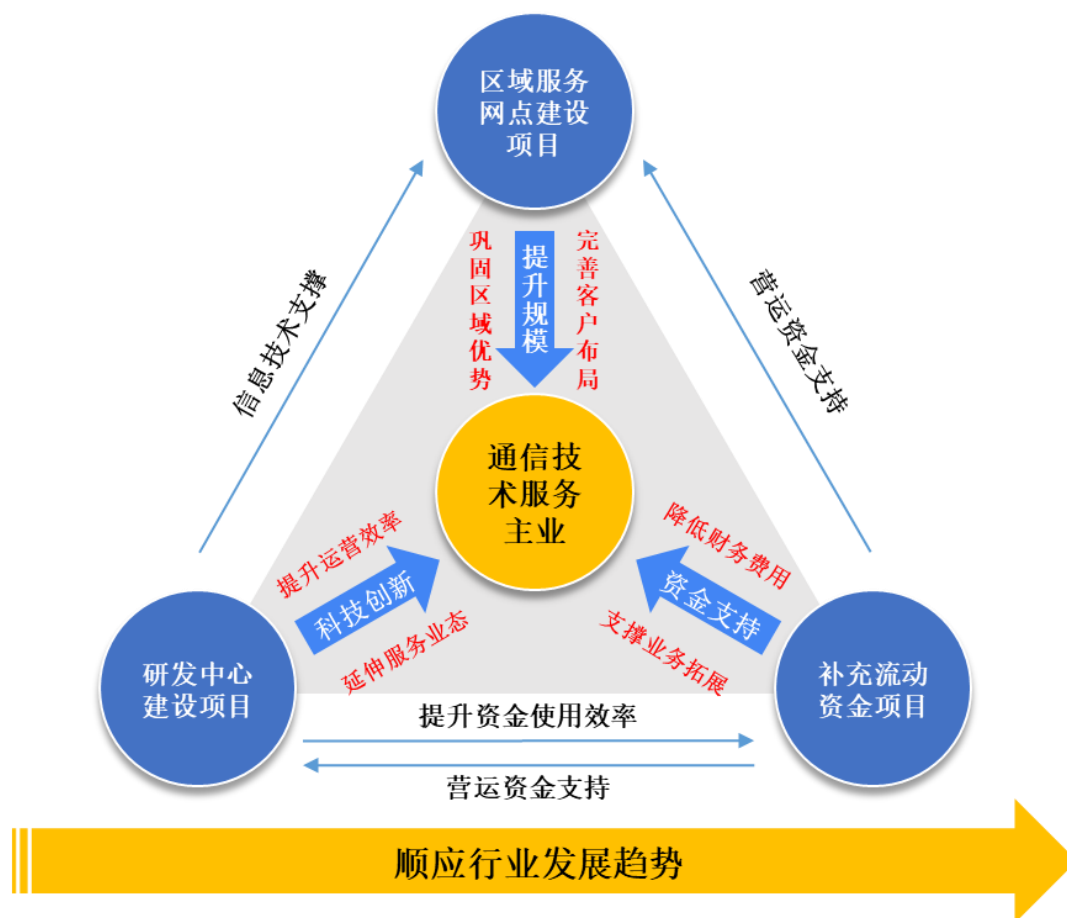 区域服务
网点建设
项目
巩固区域优势
提升规模
完善客户布局
信息技术支撑
营运资金支持
通信技
术服务
主业
提升运营效率
科技创新
延伸服务业态
降低财务费用
资金支持
支撑业务拓展
研发中心
建设项目
补充流动
资金项目
提升资金使用效率
营运资金支持
顺应行业发展趋势